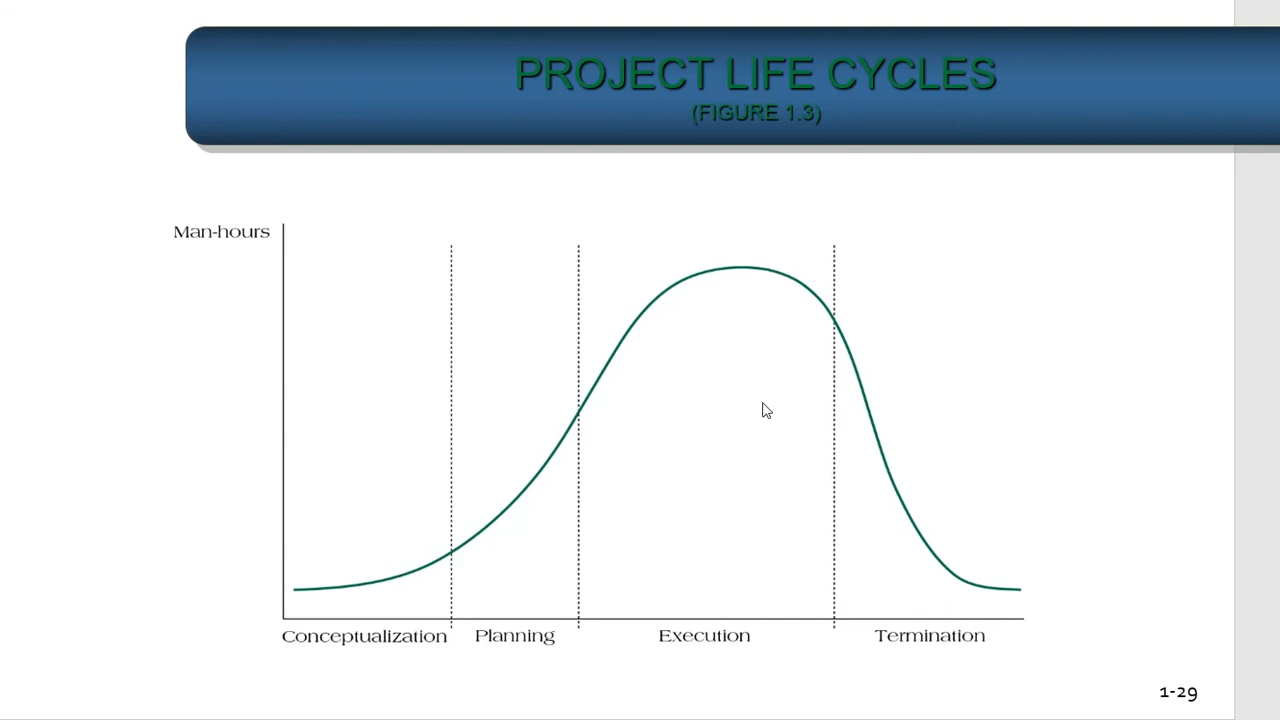 PROJECT LIFE CYCLES
(FIGURE 1.3)
Man-hours
Conceptualization Planning Execution Termination
1-29